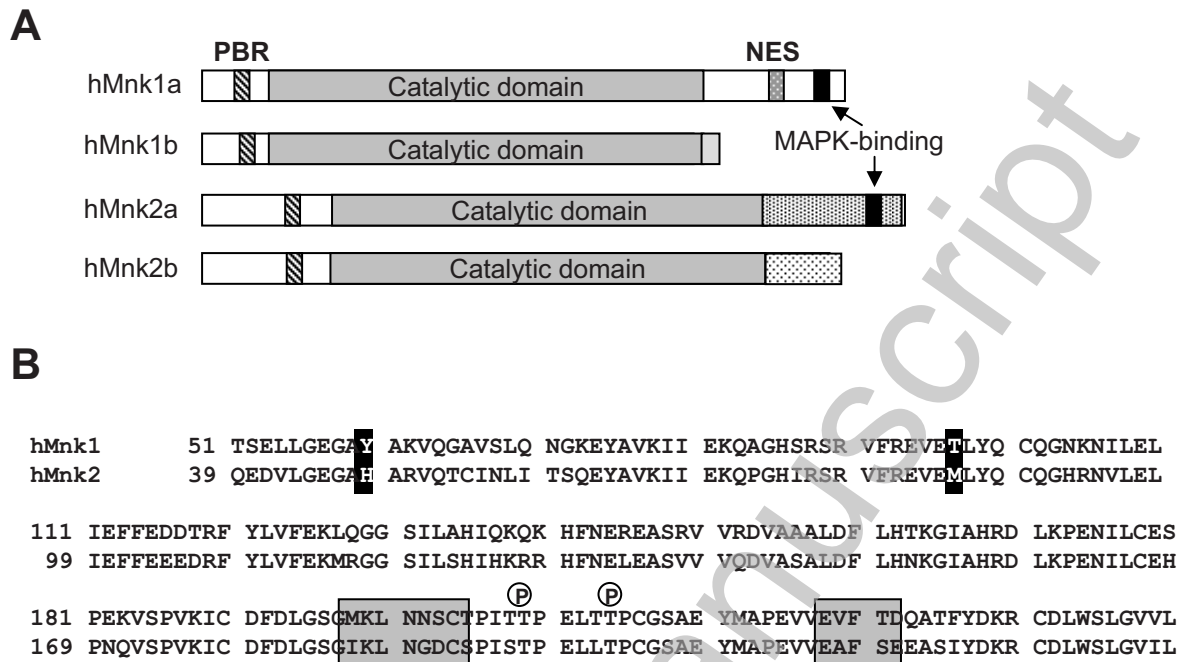 A
PBR NES
hMnk1a Catalytic domain
MAPK-binding
hMnk1b Catalytic domain
hMnk2a Catalytic domain
hMnk2b Catalytic domain
B
hMnk1 51 TSELLGEGAY AKVQGAVSLQ NGKEYAVKII EKQAGHSRSR VFREVETLYQ CQGNKNILEL
hMnk2 39 QEDVLGEGAH ARVQTCINLI TSQEYAVKII EKQPGHIRSR VFREVEMLYQ CQGHRNVLEL
111 IEFFEDDTRF YLVFEKLQGG SILAHIQKQK HFNEREASRV VRDVAAALDF LHTKGIAHRD LKPENILCES
99 IEFFEEEDRF YLVFEKMRGG SILSHIHKRR HFNELEASVV VQDVASALDF LHNKGIAHRD LKPENILCEH
P P
181 PEKVSPVKIC DFDLGSGMKL NNSCTPITTP ELTTPCGSAE YMAPEVVEVF TDQATFYDKR CDLWSLGVVL
169 PNQVSPVKIC DFDLGSGIKL NGDCSPISTP ELLTPCGSAE YMAPEVVEAF SEEASIYDKR CDLWSLGVIL
anuscript